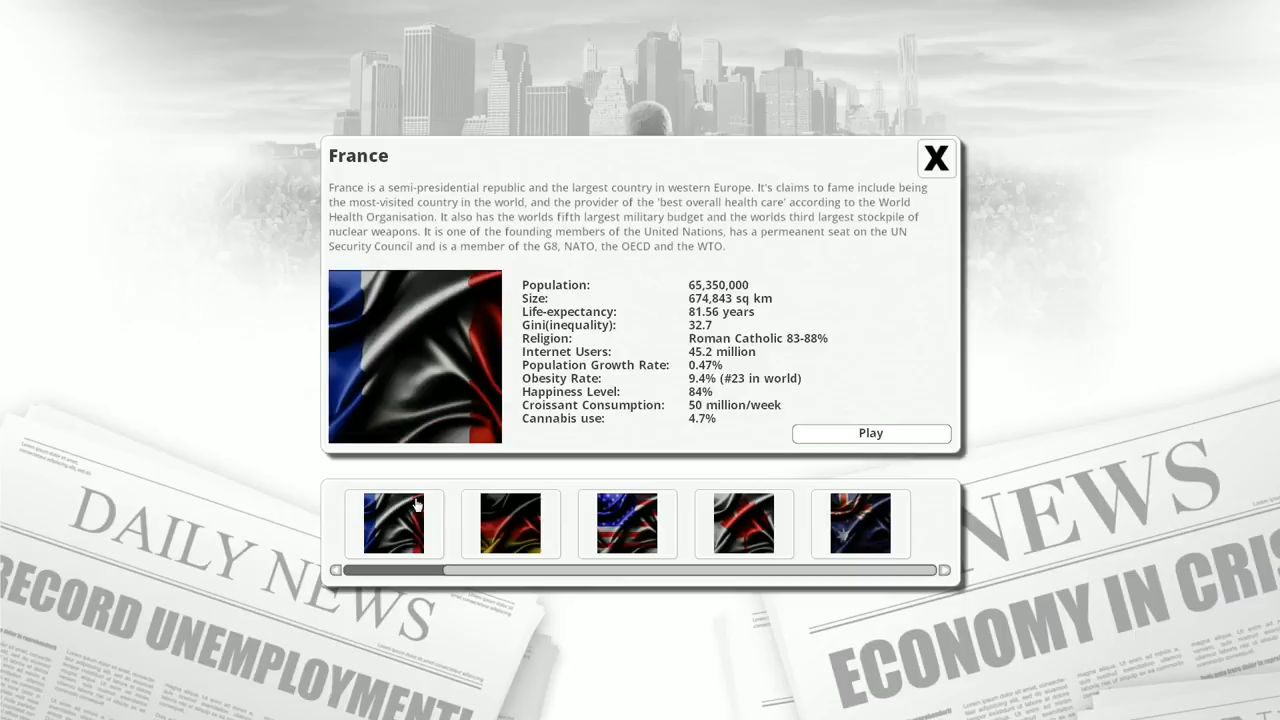 France
X
France is a semi-presidential republic and the largest country in western Europe. It's claims to fame include being
the most-visited country in the world, and the provider of the 'best overall health care' according to the World
Health Organisation. It also has the worlds fifth largest military budget and the worlds third largest stockpile of
nuclear weapons. It is one of the founding members of the United Nations, has a permeanent seat on the UN
Security Council and is a member of the G8, NATO, the OECD and the WTO.
Population: 65,350,000
Size: 674,843 sq km
Life-expectancy: 81.56 years
Gini(inequality): 32.7
Religion: Roman Catholic 83-88%
Internet Users: 45.2 million
Population Growth Rate: 0.47%
Obesity Rate: 9.4% (#23 in world)
Happiness Level: 84%
Croissant Consumption: 50 million/week
Cannabis use: 4.7%
Play
DAILY NEWS
RECORD UNEMPLOYMENT!
NEWS
ECONOMY IN CRIS